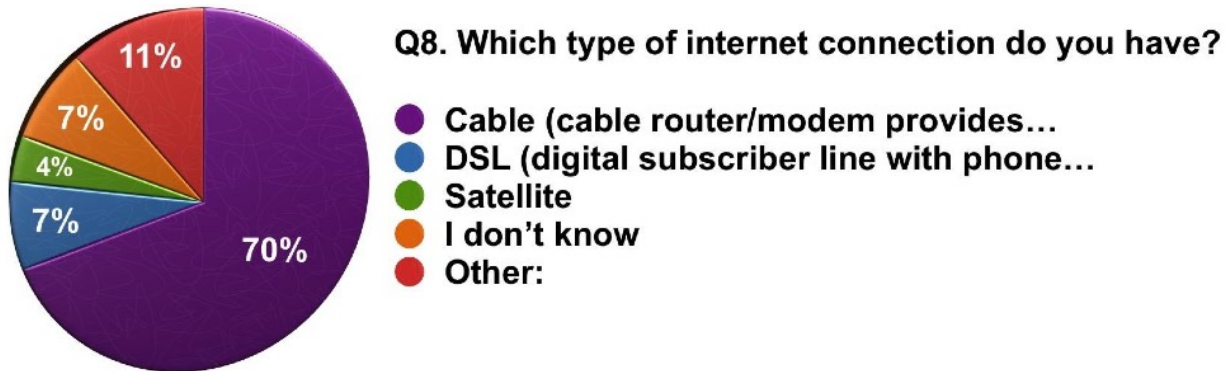 Q8. Which type of internet connection do you have?
11%
7%
4%
7%
70%
Cable (cable router/modem provides…
DSL (digital subscriber line with phone…
Satellite
I don’t know
Other: